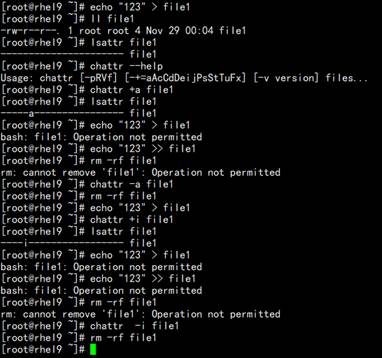 [root@rhel9 ~]# echo "123" > file1
[root@rhel9 ~]# ll file1
-rw-r--r--. 1 root root 4 Nov 29 00:04 file1
[root@rhel9 ~]# lsattr file1
---------------------- file1
[root@rhel9 ~]# chattr --help
Usage: chattr [-pRVf] [-+=aAcCdDeijPsStTuFx] [-v version] files...
[root@rhel9 ~]# chattr +a file1
[root@rhel9 ~]# lsattr file1
-----a---------------- file1
[root@rhel9 ~]# echo "123" > file1
bash: file1: Operation not permitted
[root@rhel9 ~]# echo "123" >> file1
[root@rhel9 ~]# rm -rf file1
rm: cannot remove 'file1': Operation not permitted
[root@rhel9 ~]# chattr -a file1
[root@rhel9 ~]# rm -rf file1
[root@rhel9 ~]# echo "123" > file1
[root@rhel9 ~]# chattr +i file1
[root@rhel9 ~]# lsattr file1
----i----------------- file1
[root@rhel9 ~]# echo "123" > file1
bash: file1: Operation not permitted
[root@rhel9 ~]# echo "123" >> file1
bash: file1: Operation not permitted
[root@rhel9 ~]# rm -rf file1
rm: cannot remove 'file1': Operation not permitted
[root@rhel9 ~]# chattr  -i file1
[root@rhel9 ~]# rm -rf file1
[root@rhel9 ~]#